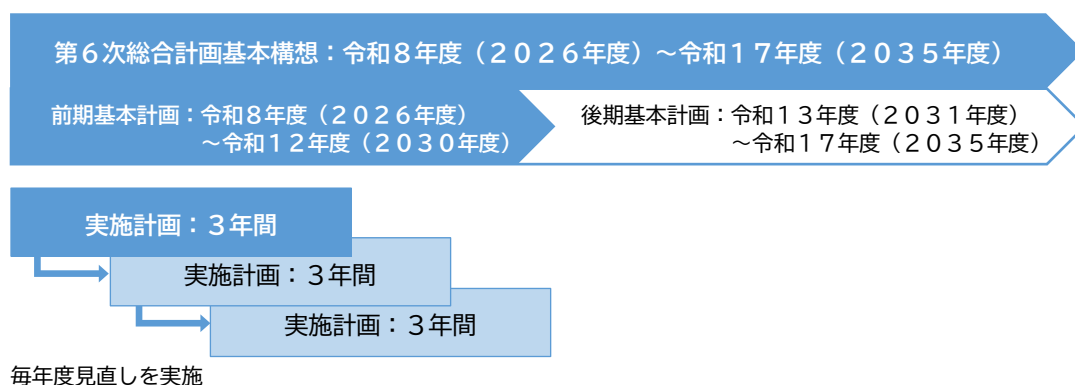 第６次総合計画基本構想：令和８年度（２０２６年度）～令和１７年度（２０３５年度）
前期基本計画：令和８年度（２０２６年度）
～令和１２年度（２０３０年度）
後期基本計画：令和１３年度（２０３１年度）
～令和１７年度（２０３５年度）
実施計画：３年間
実施計画：３年間
実施計画：３年間
毎年度見直しを実施